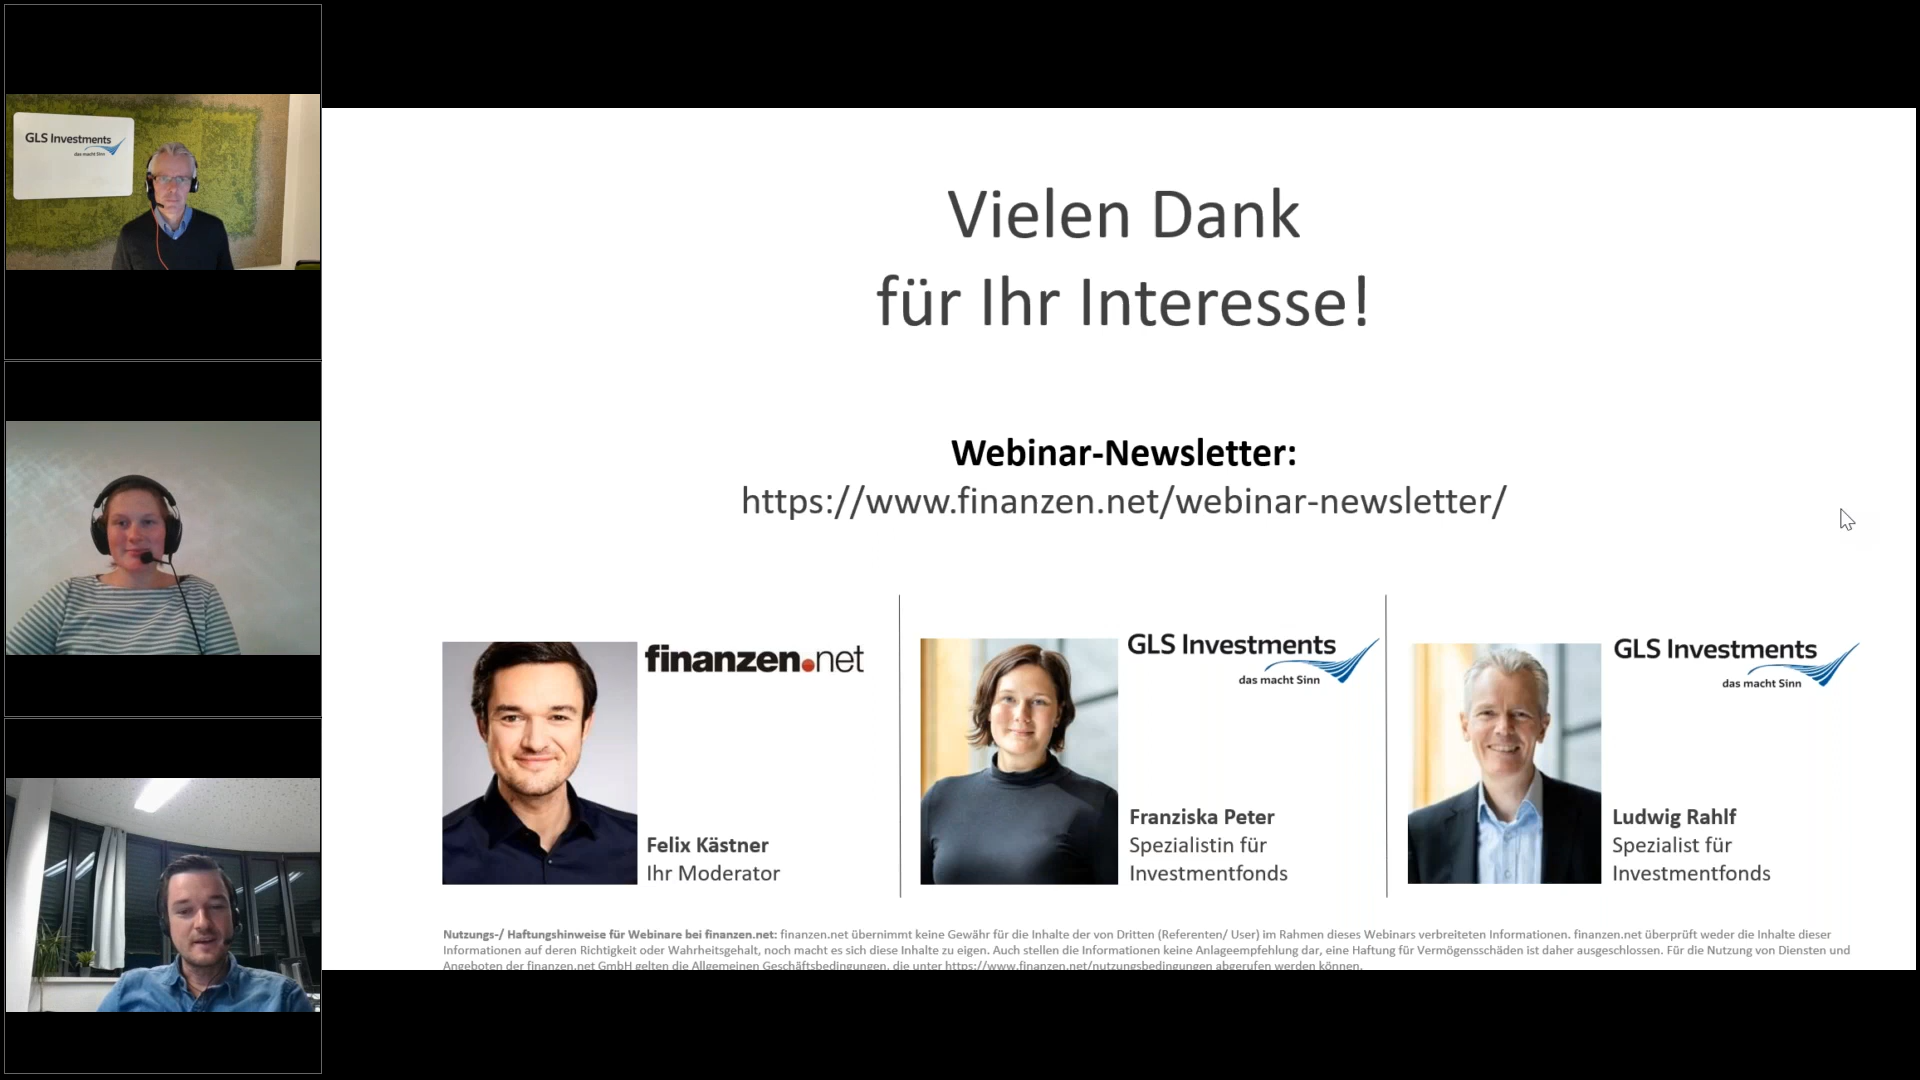 GLS Investments
das macht Sinn
Vielen Dank
für Ihr Interesse!
Webinar-Newsletter:
https://www.finanzen.net/webinar-newsletter/
finanzen.net
Felix Kästner
Ihr Moderator
GLS Investments
das macht Sinn
Franziska Peter
Spezialistin für
Investmentfonds
GLS Investments
das macht Sinn
Ludwig Rahlf
Spezialist für
Investmentfonds
Nutzungs-/ Haftungshinweise für Webinare bei finanzen.net: finanzen.net übernimmt keine Gewähr für die Inhalte der von Dritten (Referenten/ User) im Rahmen dieses Webinars verbreiteten Informationen. finanzen.net überprüft weder die Inhalte dieser
Informationen auf deren Richtigkeit oder Wahrheitsgehalt, noch macht es sich diese Inhalte zu eigen. Auch stellen die Informationen keine Anlageempfehlung dar, eine Haftung für Vermögensschäden ist daher ausgeschlossen. Für die Nutzung von Diensten und
Angeboten der finanzen.net GmbH gelten die Allgemeinen Geschäftsbedingungen, die unter https://www.finanzen.net/nutzungsbedingungen abgerufen werden können.